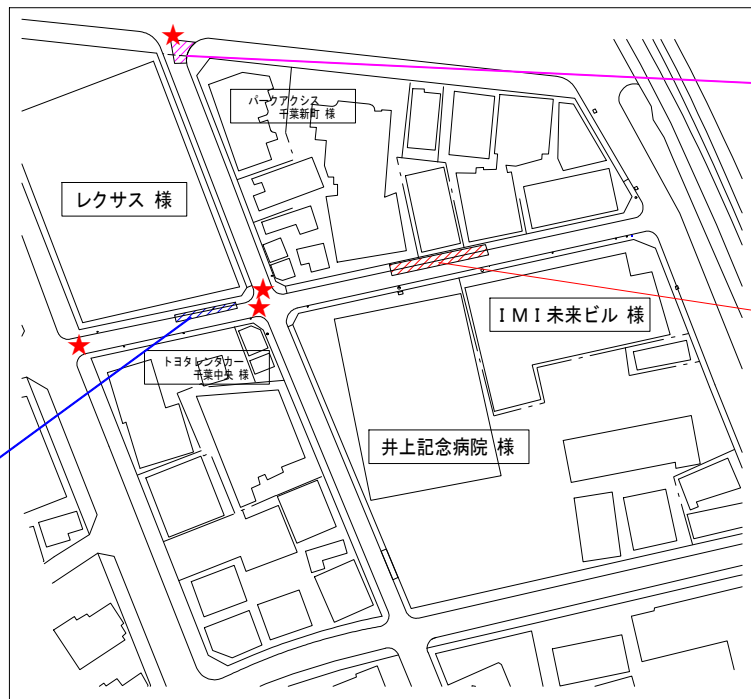 パークアクシス
千葉新町 様
レクサス 様
ＩＭＩ未来ビル 様
トヨタレンタカー
千葉中央 様
井上記念病院 様